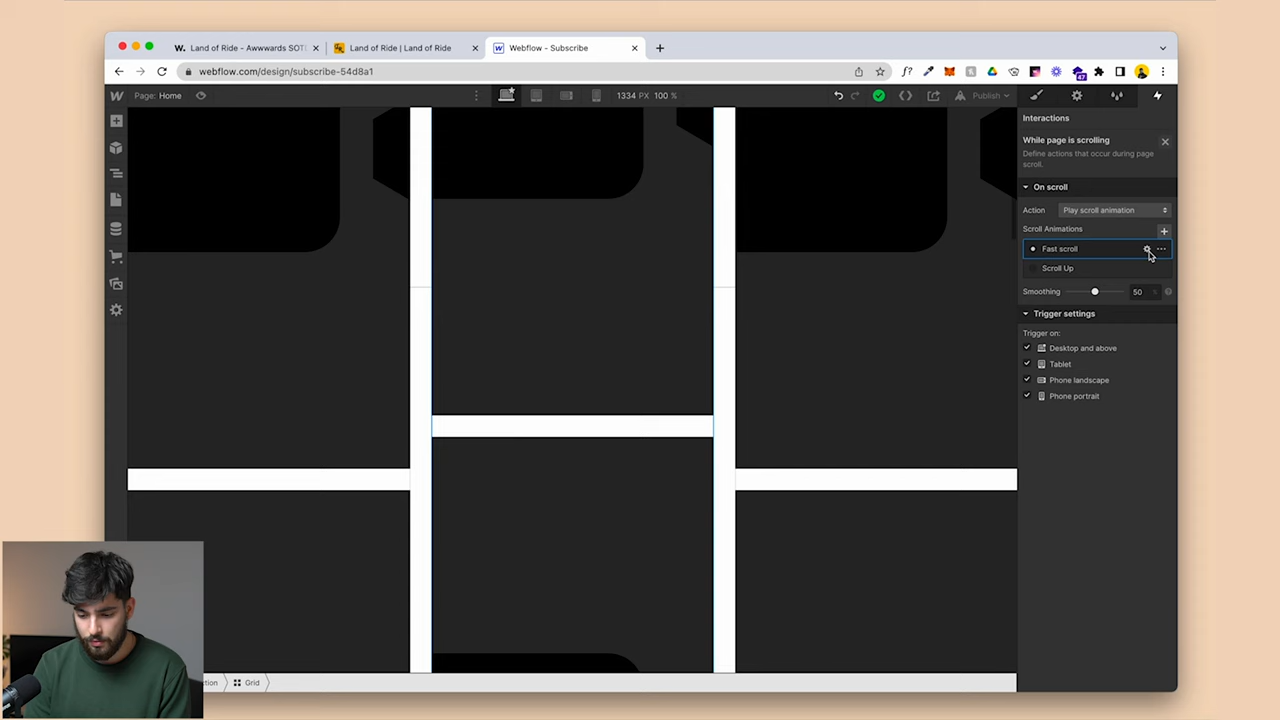 Land of Ride - Awwwards SOTD
Land of Ride | Land of Ride
Webflow - Subscribe
webflow.com/design/subscribe-54d8a1
f?
47
Page: Home
1334 PX 100 %
Publish
Interactions
While page is scrolling
Define actions that occur during page
scroll.
On scroll
Action
Play scroll animation
Scroll Animations
Fast scroll
Scroll Up
Smoothing
50
%
Trigger settings
Trigger on:
Desktop and above
Tablet
Phone landscape
Phone portrait
Grid